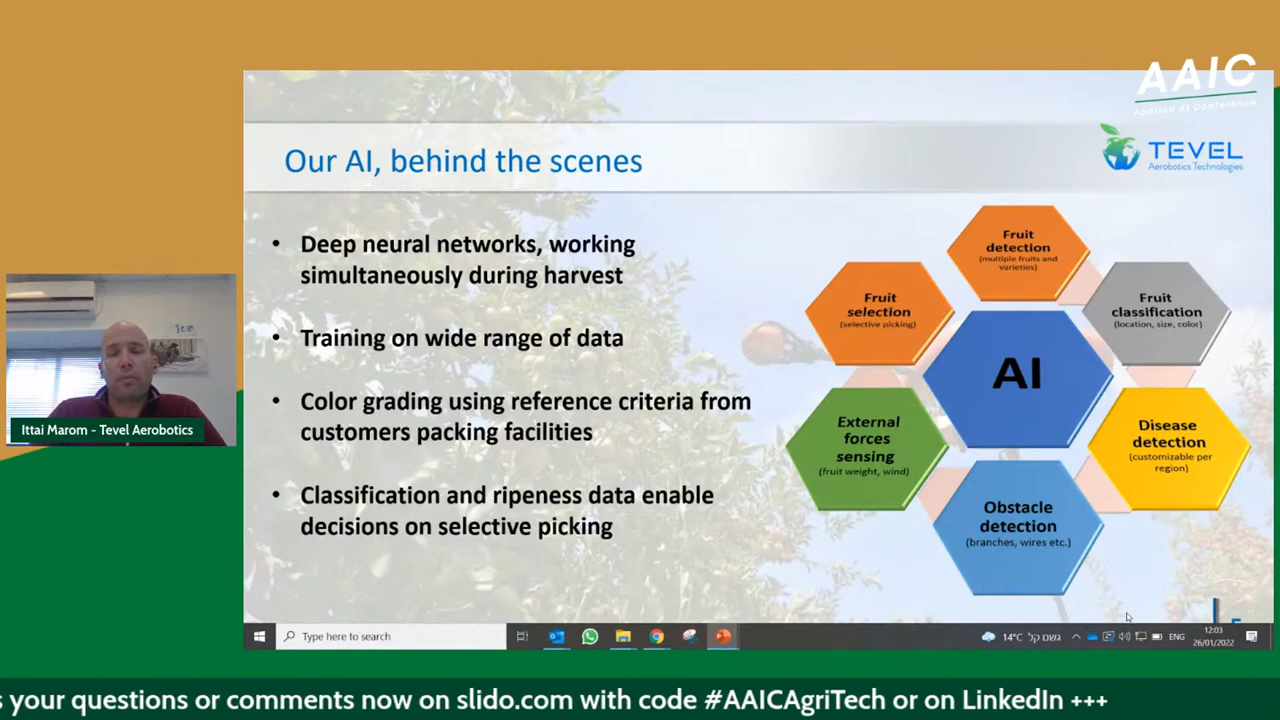 AAIC
Applied AI Conference
Our AI, behind the scenes
TEVEL
Aerobotics Technologies
• Deep neural networks, working
simultaneously during harvest
• Training on wide range of data
• Color grading using reference criteria from
customers packing facilities
• Classification and ripeness data enable
decisions on selective picking
Fruit
detection
(multiple fruits and
varieties)
Fruit
selection
(selective picking)
Fruit
classification
(location, size, color)
AI
External
forces
sensing
(fruit weight, wind)
Disease
detection
(customizable per
region)
Obstacle
detection
(branches, wires etc.)
Ittai Marom - Tevel Aerobotics
Type here to search
14°C גשם קל
ENG
12:03
26/01/2022
s your questions or comments now on slido.com with code #AAICAgriTech or on LinkedIn +++